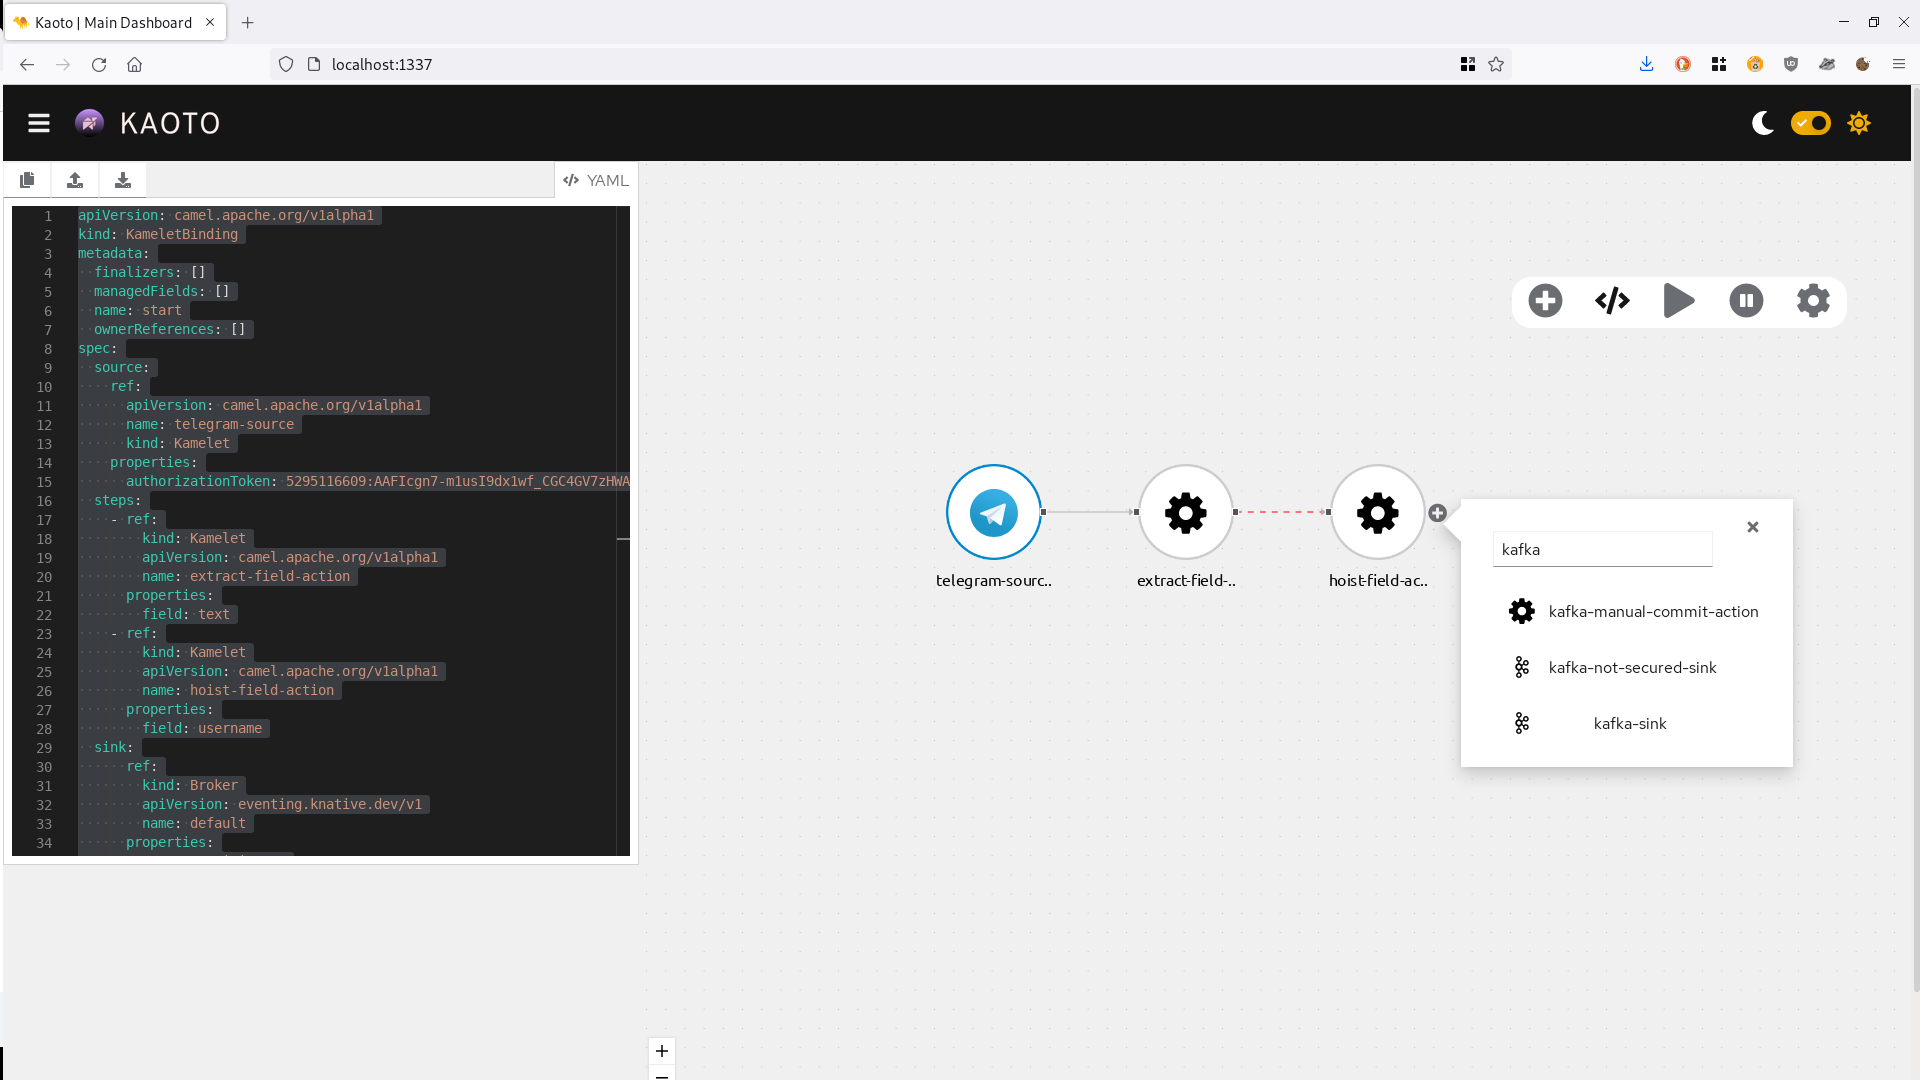 Kaoto | Main Dashboard
localhost:1337
KAOTO
YAML
1 apiVersion: camel.apache.org/v1alpha1
2 kind: KameletBinding
3 metadata:
4 finalizers: []
5 managedFields: []
6 name: start
7 ownerReferences: []
8 spec:
9 source:
10 ref:
11 apiVersion: camel.apache.org/v1alpha1
12 name: telegram-source
13 kind: Kamelet
14 properties:
15 authorizationToken: 5295116609:AAFIcgn7-m1usI9dx1wf_CGC4GV7zHWA
16 steps:
17 - ref:
18 kind: Kamelet
19 apiVersion: camel.apache.org/v1alpha1
20 name: extract-field-action
21 properties:
22 field: text
23 - ref:
24 kind: Kamelet
25 apiVersion: camel.apache.org/v1alpha1
26 name: hoist-field-action
27 properties:
28 field: username
29 sink:
30 ref:
31 kind: Broker
32 apiVersion: eventing.knative.dev/v1
33 name: default
34 properties:
telegram-sourc..
extract-field-..
hoist-field-ac..
kafka
kafka-manual-commit-action
kafka-not-secured-sink
kafka-sink